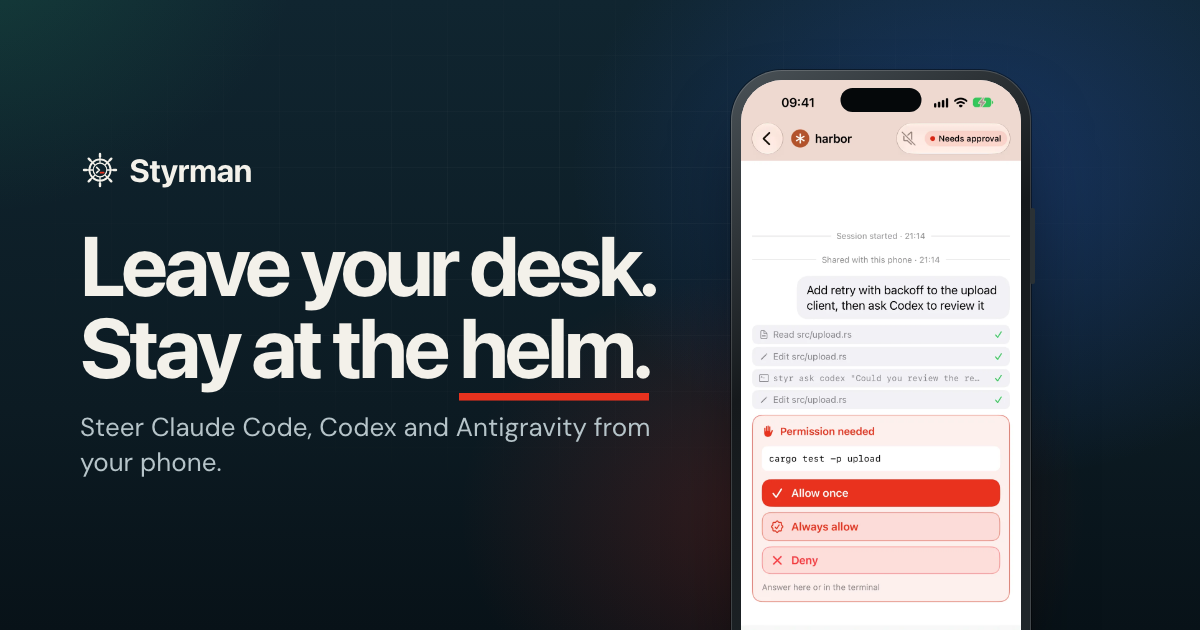 Styrman
Leave your desk.
Stay at the helm.
Steer Claude Code, Codex and Antigravity from
your phone.
09:41
harbor
Needs approval
Session started · 21:14
Shared with this phone · 21:14
Add retry with backoff to the upload
client, then ask Codex to review it
Read src/upload.rs
Edit src/upload.rs
styr ask codex "Could you review the re…
Edit src/upload.rs
Permission needed
cargo test -p upload
Allow once
Always allow
Deny
Answer here or in the terminal